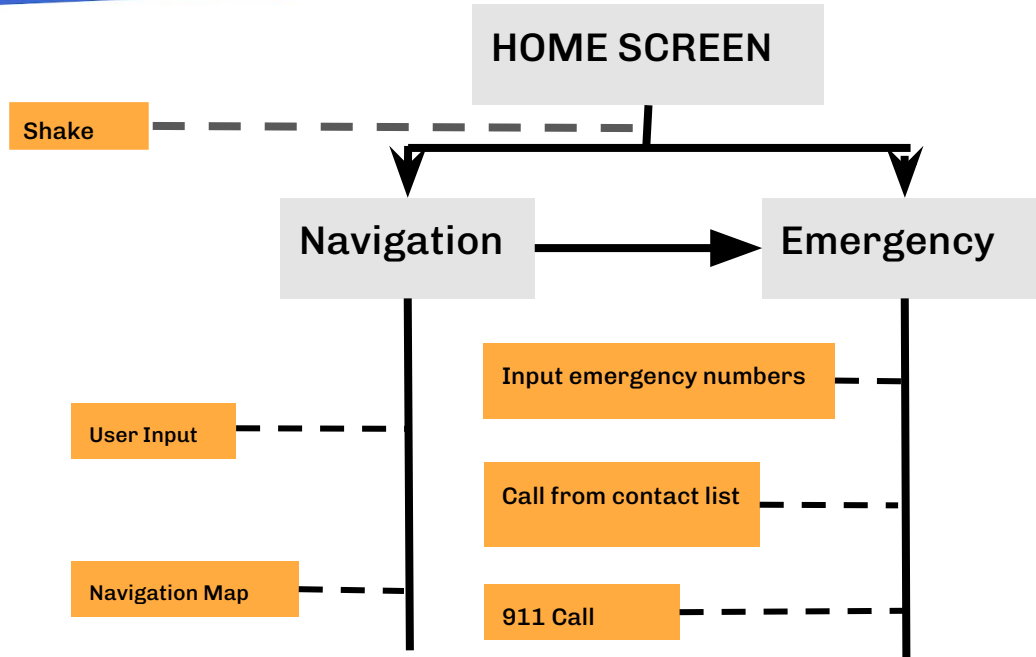 HOME SCREEN
Shake
Navigation
Emergency
Input emergency numbers
User Input
Call from contact list
Navigation Map
911 Call